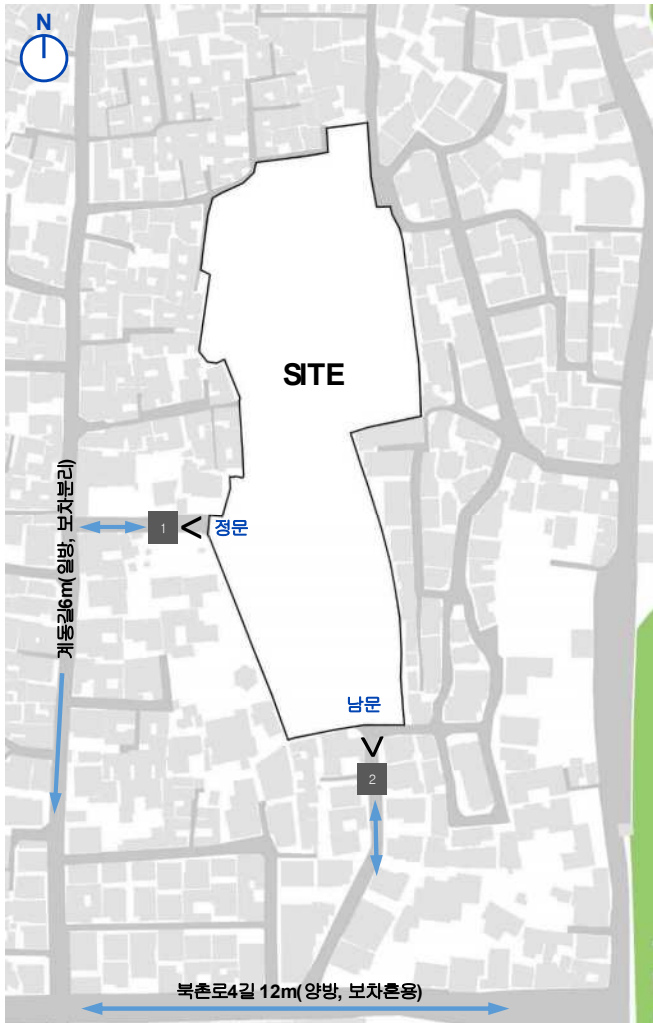 N
SITE
계동길6m(일방, 보차분리)
1
<
정문
남문
V
2
북촌로4길 12m(양방, 보차혼용)